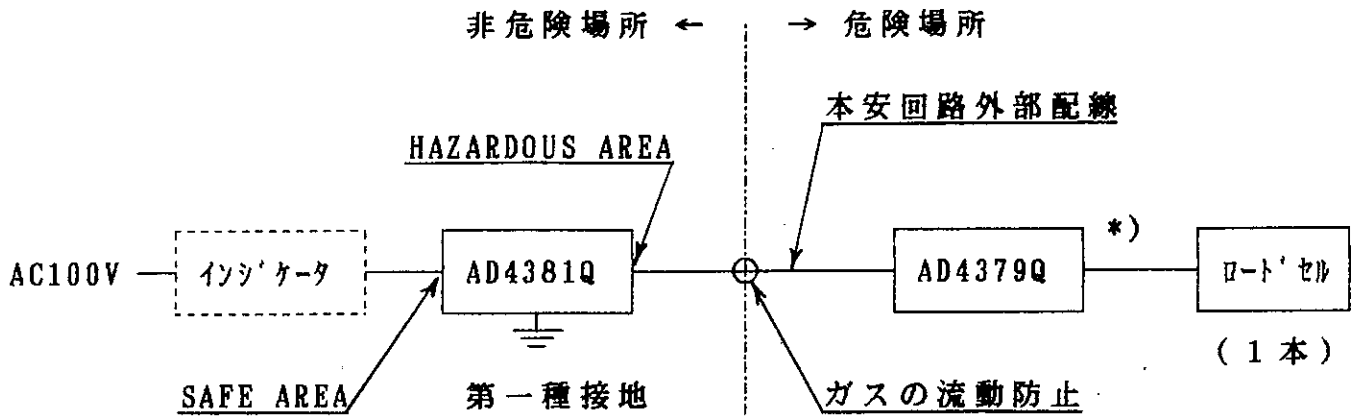 非危険場所 ← → 危険場所
本安回路外部配線
HAZARDOUS AREA
*)
AC100V インジケータ AD4381Q AD4379Q ロードセル
(1本)
SAFE AREA 第一種接地 ガスの流動防止